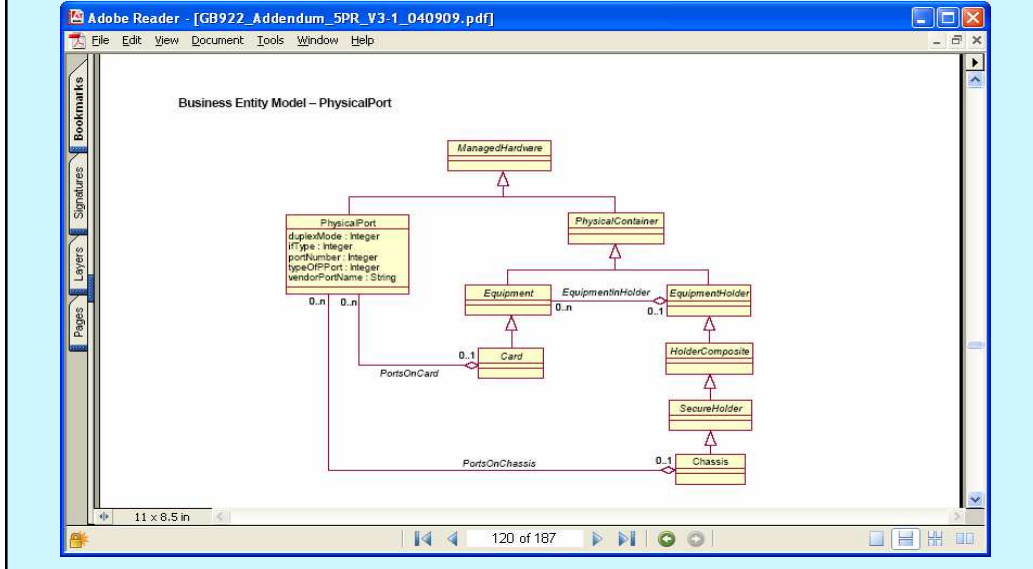 Adobe Reader - [GB922_Addendum_5PR_V3-1_040909.pdf]
File Edit View Document Tools Window Help
Bookmarks
Signatures
Layers
Pages
Business Entity Model – PhysicalPort
ManagedHardware
PhysicalPort
duplexMode : Integer
ifType : Integer
portNumber : Integer
typeOfPPort : Integer
vendorPortName : String
PhysicalContainer
0..n 0..n
Equipment
EquipmentInHolder
EquipmentHolder
0..n
0..1
HolderComposite
0..1
Card
PortsOnCard
SecureHolder
PortsOnChassis
0..1
Chassis
11 x 8.5 in
120 of 187